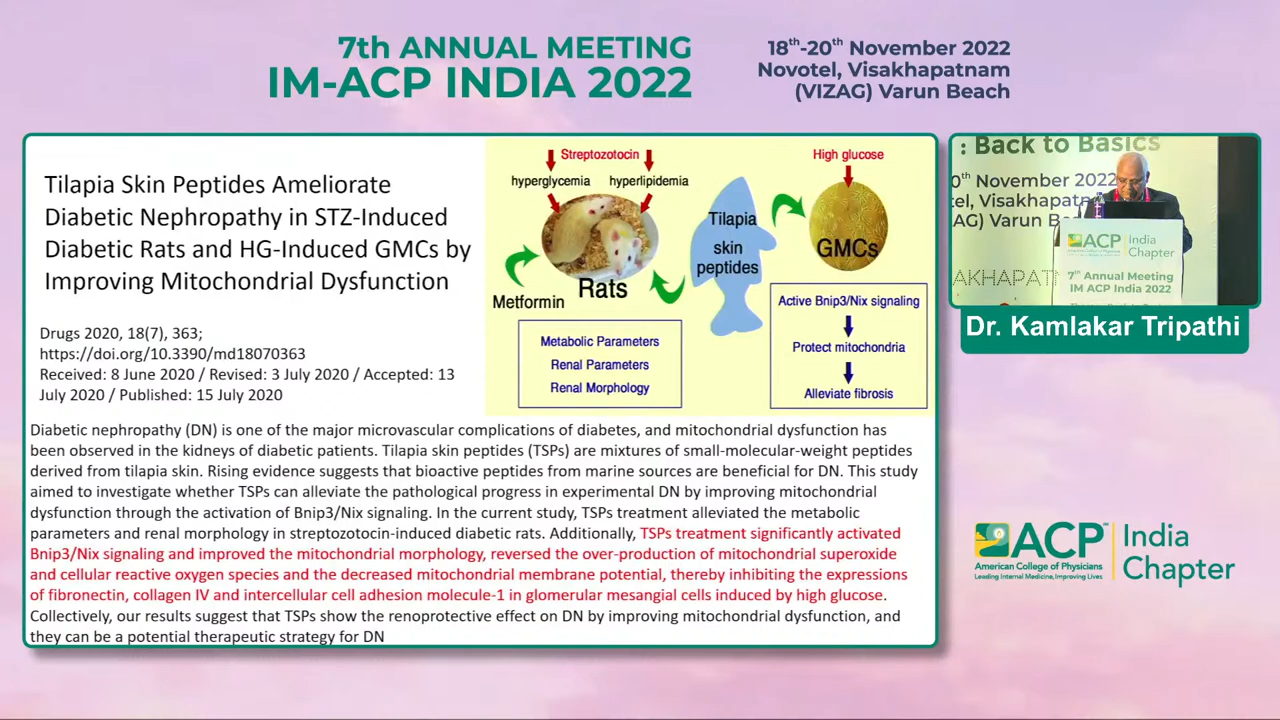 7th ANNUAL MEETING
IM-ACP INDIA 2022
18th-20th November 2022
Novotel, Visakhapatnam
(VIZAG) Varun Beach
Tilapia Skin Peptides Ameliorate
Diabetic Nephropathy in STZ-Induced
Diabetic Rats and HG-Induced GMCs by
Improving Mitochondrial Dysfunction
Drugs 2020, 18(7), 363;
https://doi.org/10.3390/md18070363
Received: 8 June 2020 / Revised: 3 July 2020 / Accepted: 13
July 2020 / Published: 15 July 2020
Streptozotocin
hyperglycemia hyperlipidemia
Metformin
Rats
Metabolic Parameters
Renal Parameters
Renal Morphology
Tilapia
skin
peptides
High glucose
GMCs
Active Bnip3/Nix signaling
Protect mitochondria
Alleviate fibrosis
Diabetic nephropathy (DN) is one of the major microvascular complications of diabetes, and mitochondrial dysfunction has
been observed in the kidneys of diabetic patients. Tilapia skin peptides (TSPs) are mixtures of small-molecular-weight peptides
derived from tilapia skin. Rising evidence suggests that bioactive peptides from marine sources are beneficial for DN. This study
aimed to investigate whether TSPs can alleviate the pathological progress in experimental DN by improving mitochondrial
dysfunction through the activation of Bnip3/Nix signaling. In the current study, TSPs treatment alleviated the metabolic
parameters and renal morphology in streptozotocin-induced diabetic rats. Additionally, TSPs treatment significantly activated
Bnip3/Nix signaling and improved the mitochondrial morphology, reversed the over-production of mitochondrial superoxide
and cellular reactive oxygen species and the decreased mitochondrial membrane potential, thereby inhibiting the expressions
of fibronectin, collagen IV and intercellular cell adhesion molecule-1 in glomerular mesangial cells induced by high glucose.
Collectively, our results suggest that TSPs show the renoprotective effect on DN by improving mitochondrial dysfunction, and
they can be a potential therapeutic strategy for DN
: Back to Basics
0th November 2022
tel, Visakhapatna
AG) Varun Be
AKHAPATN
ACP India
Chapter
7th Annual Meeting
IM ACP India 2022
Dr. Kamlakar Tripathi
ACP™
American College of Physicians
Leading Internal Medicine, Improving Lives
India
Chapter